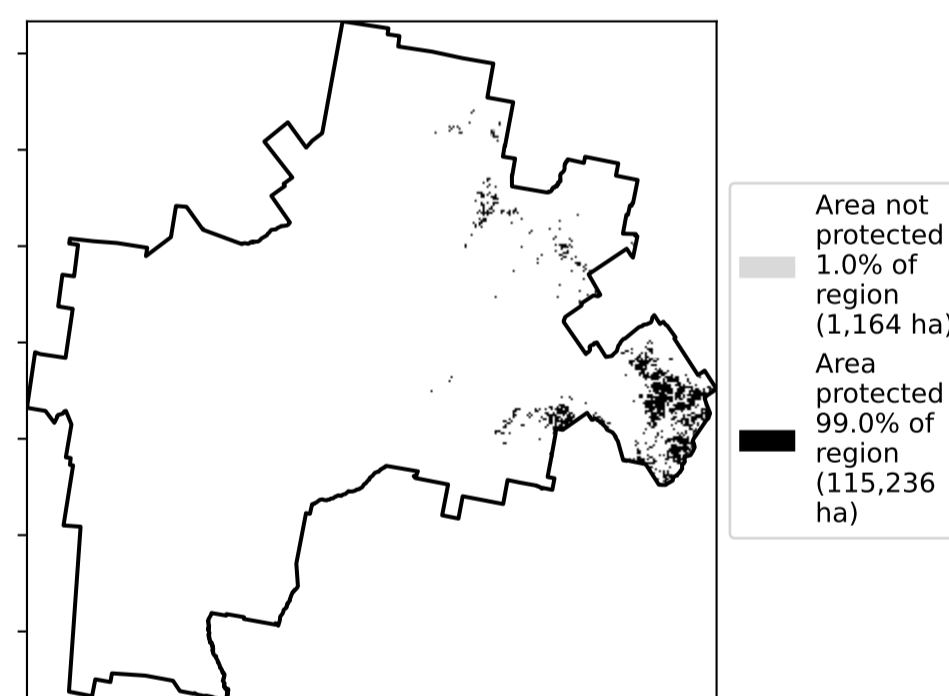 Area not
protected
1.0% of
region
(1,164 ha)
Area
protected
99.0% of
region
(115,236
ha)